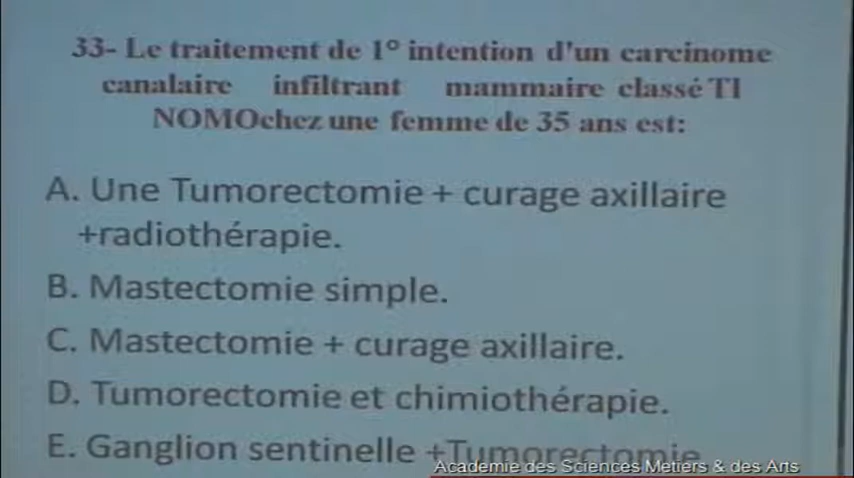 33- Le traitement de 1° intention d'un carcinome
canalaire infiltrant mammaire classé T1
N0M0chez une femme de 35 ans est:
A. Une Tumorectomie + curage axillaire
+radiothérapie.
B. Mastectomie simple.
C. Mastectomie + curage axillaire.
D. Tumorectomie et chimiothérapie.
E. Ganglion sentinelle +Tumorectomie
Academie des Sciences Metiers & des Arts